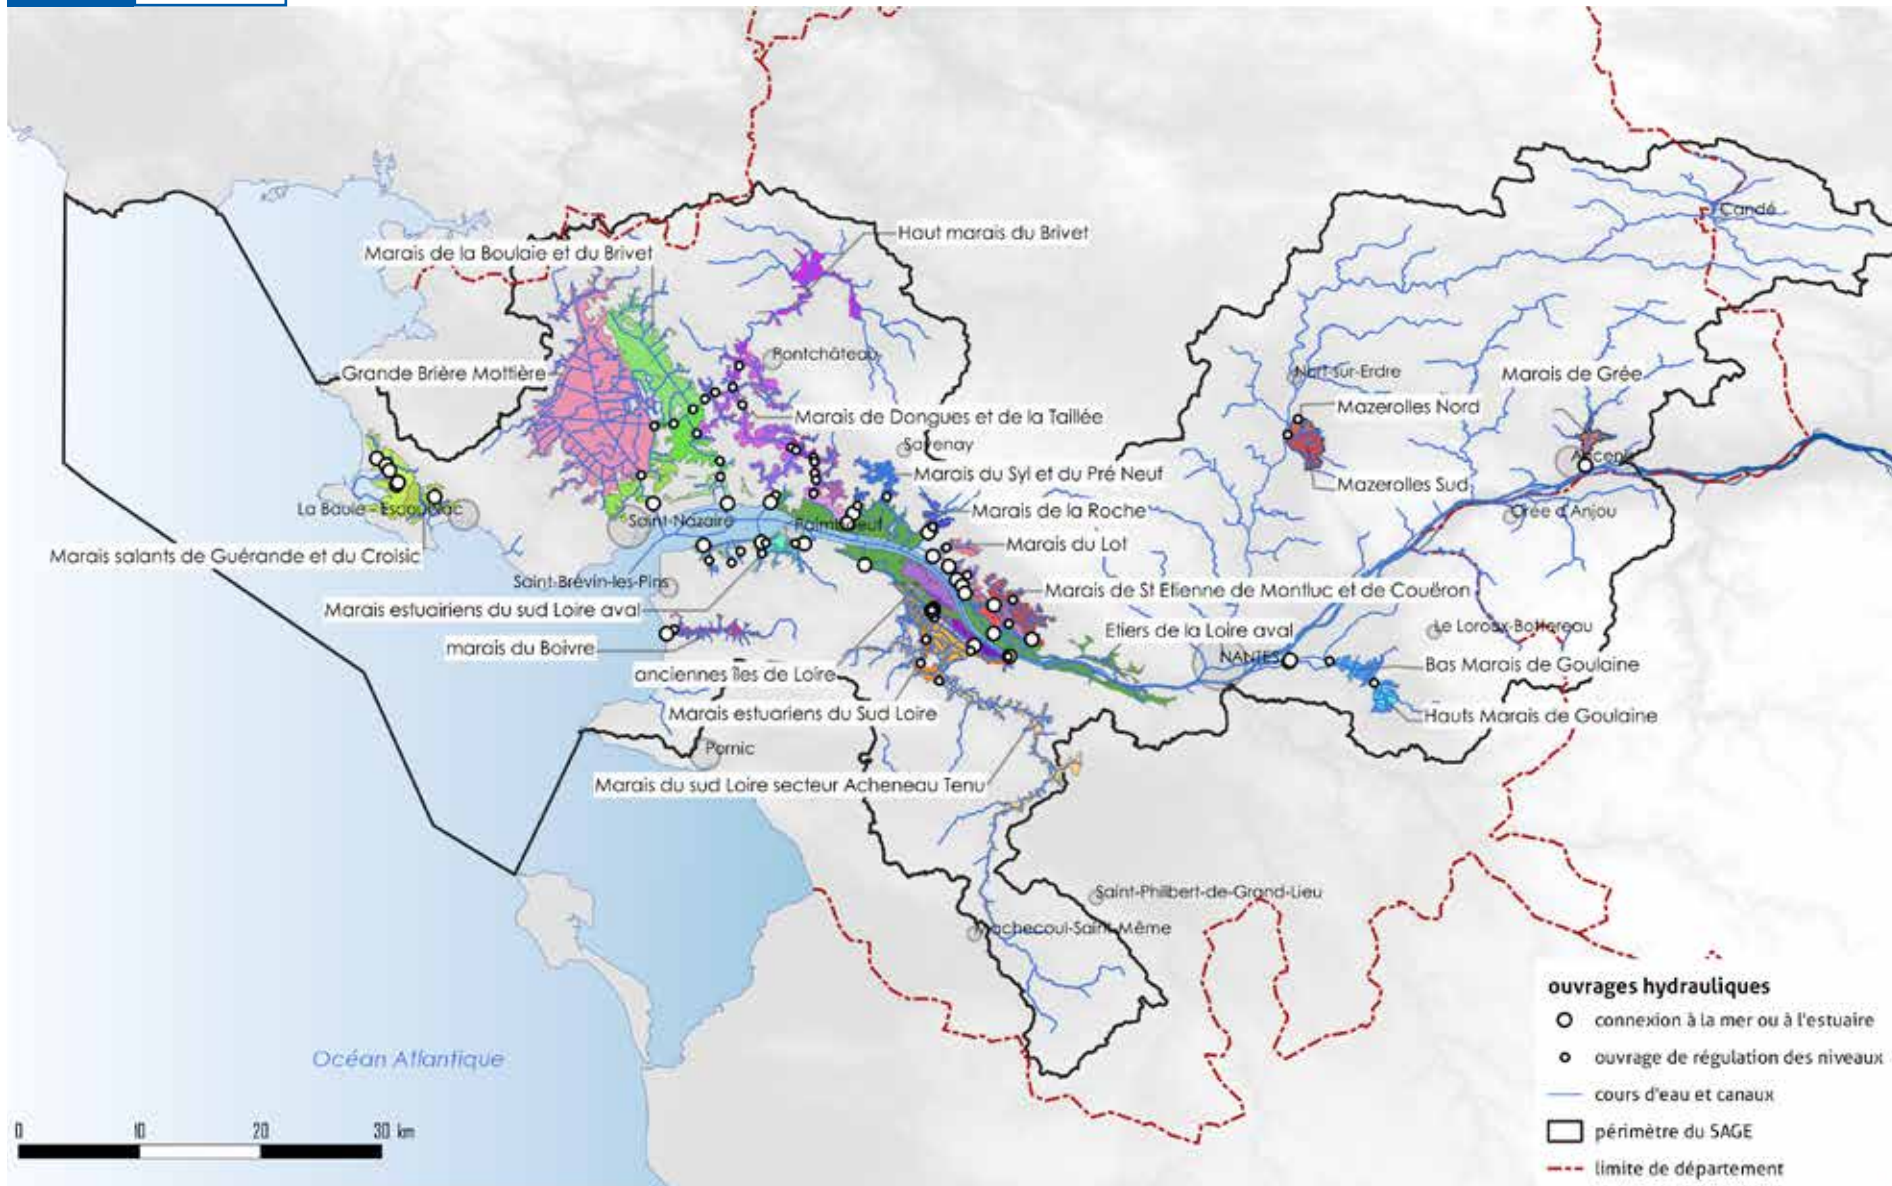 Candé
Haut marais du Brivet
Marais de la Boulaie et du Brivet
Pontchâteau
Grande Brière Mottière
Nort-sur-Erdre
Marais de Grée
Mazerolles Nord
Marais de Dongues et de la Taillée
Savenay
Ancenis
Marais du Syl et du Pré Neuf
Mazerolles Sud
La Baule - Escoublac
Marais de la Roche
Orée d'Anjou
Saint-Nazaire
Paimboeuf
Marais du Lot
Marais salants de Guérande et du Croisic
Saint-Brévin-les-Pins
Marais de St Etienne de Montluc et de Couëron
Marais estuairiens du sud Loire aval
Etiers de la Loire aval
Le Loroux-Bottereau
marais du Boivre
NANTES
Bas Marais de Goulaine
anciennes îles de Loire
Marais estuariens du Sud Loire
Hauts Marais de Goulaine
Pornic
Marais du sud Loire secteur Acheneau Tenu
Saint-Philbert-de-Grand-Lieu
Machecoul-Saint-Même
Océan Atlantique
0 10 20 30 km
ouvrages hydrauliques
connexion à la mer ou à l'estuaire
ouvrage de régulation des niveaux
cours d'eau et canaux
périmètre du SAGE
limite de département